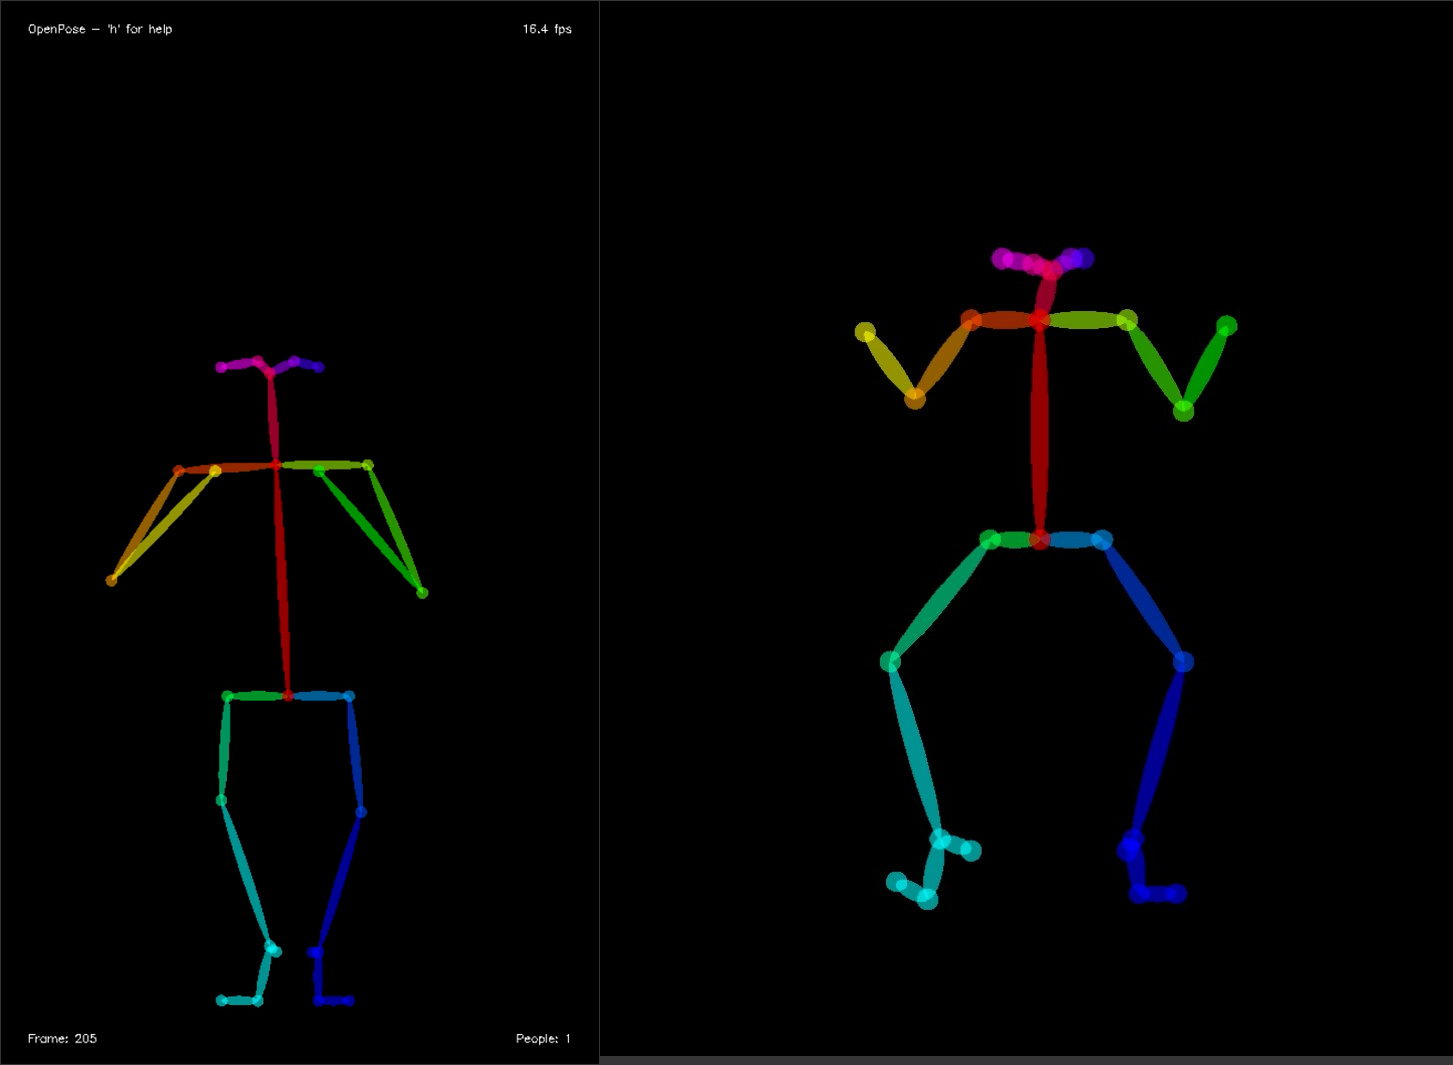 OpenPose - 'h' for help
16.4 fps
Frame: 205
People: 1